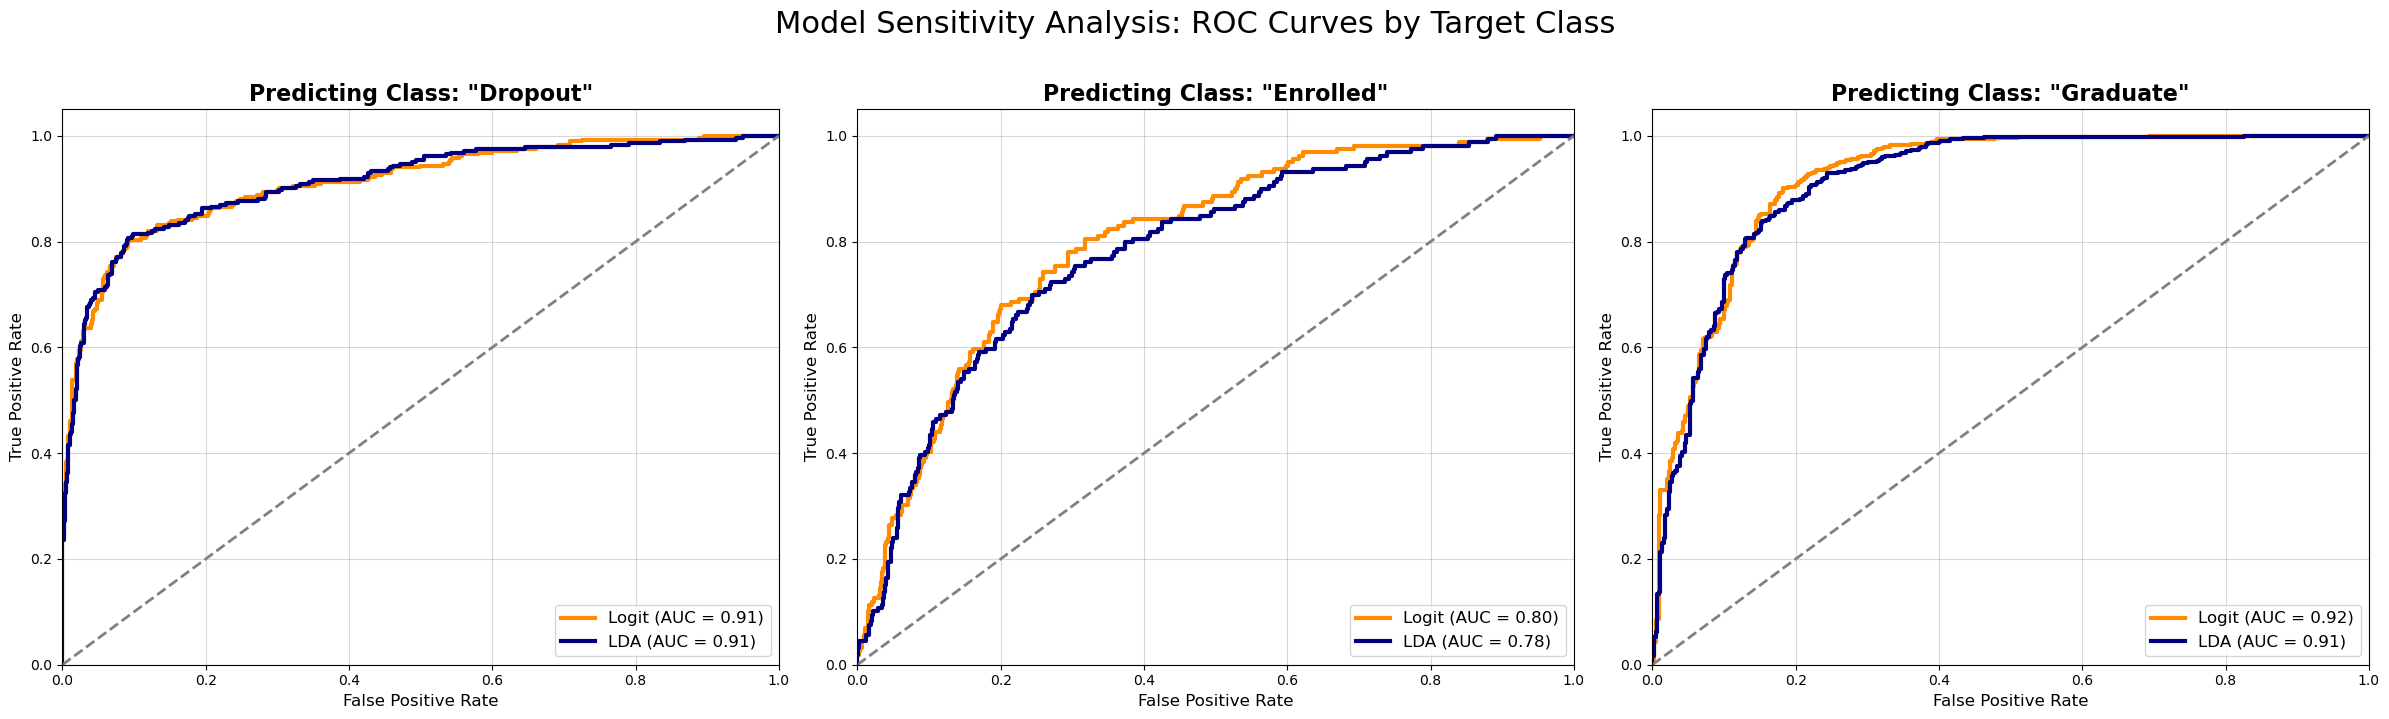 Model Sensitivity Analysis: ROC Curves by Target Class
Predicting Class: "Dropout"
True Positive Rate
1.0
0.8
0.6
0.4
0.2
0.0
0.0 0.2 0.4 0.6 0.8 1.0
False Positive Rate
Logit (AUC = 0.91)
LDA (AUC = 0.91)
Predicting Class: "Enrolled"
True Positive Rate
1.0
0.8
0.6
0.4
0.2
0.0
0.0 0.2 0.4 0.6 0.8 1.0
False Positive Rate
Logit (AUC = 0.80)
LDA (AUC = 0.78)
Predicting Class: "Graduate"
True Positive Rate
1.0
0.8
0.6
0.4
0.2
0.0
0.0 0.2 0.4 0.6 0.8 1.0
False Positive Rate
Logit (AUC = 0.92)
LDA (AUC = 0.91)